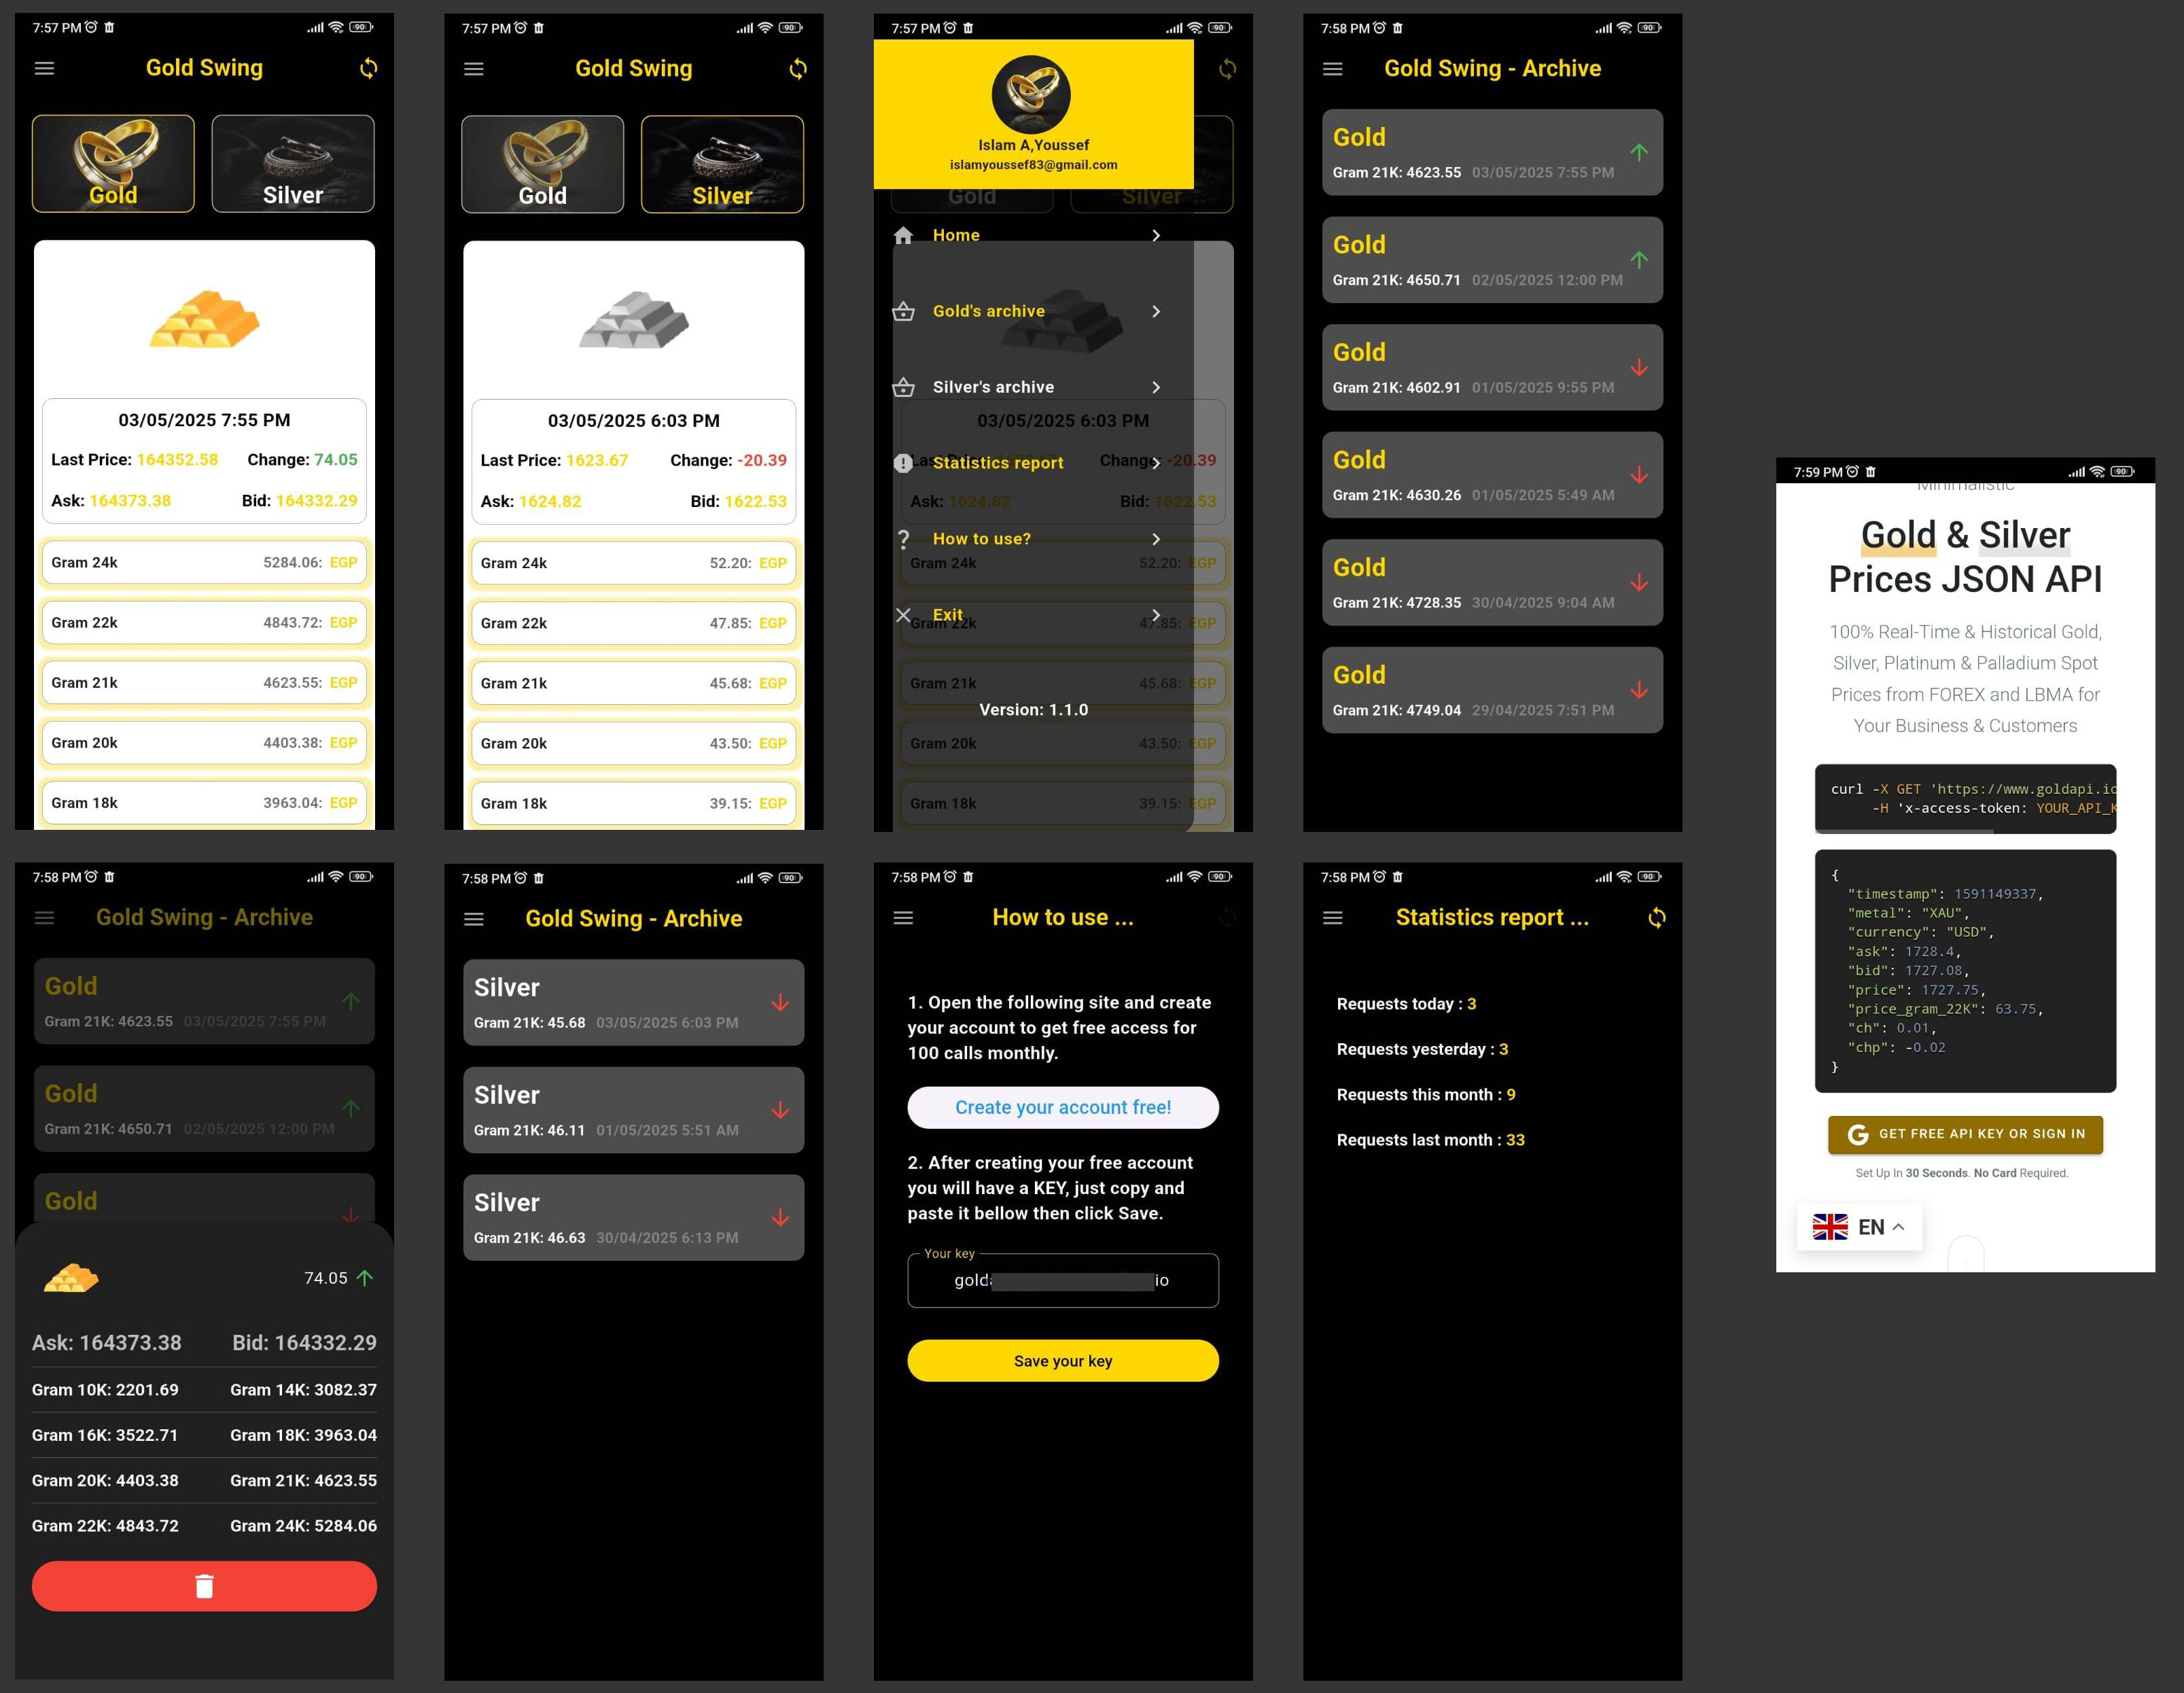 7:57 PM
90
Gold Swing
Gold
Silver
03/05/2025 7:55 PM
Last Price: 164352.58 Change: 74.05
Ask: 164373.38 Bid: 164332.29
Gram 24k 5284.06: EGP
Gram 22k 4843.72: EGP
Gram 21k 4623.55: EGP
Gram 20k 4403.38: EGP
Gram 18k 3963.04: EGP
7:57 PM
90
Gold Swing
Gold
Silver
03/05/2025 6:03 PM
Last Price: 1623.67 Change: -20.39
Ask: 1624.82 Bid: 1622.53
Gram 24k 52.20: EGP
Gram 22k 47.85: EGP
Gram 21k 45.68: EGP
Gram 20k 43.50: EGP
Gram 18k 39.15: EGP
7:57 PM
90
Islam A,Youssef
islamyoussef83@gmail.com
Gold
Silver
Home
Gold's archive
Silver's archive
03/05/2025 6:03 PM
Statistics report
Change: -20.39
Ask: 1624.82 Bid: 1622.53
How to use?
Gram 24k 52.20: EGP
Exit
Gram 22k 47.85: EGP
Gram 21k 45.68: EGP
Version: 1.1.0
Gram 20k 43.50: EGP
Gram 18k 39.15: EGP
7:58 PM
90
Gold Swing - Archive
Gold
Gram 21K: 4623.55 03/05/2025 7:55 PM
Gold
Gram 21K: 4650.71 02/05/2025 12:00 PM
Gold
Gram 21K: 4602.91 01/05/2025 9:55 PM
Gold
Gram 21K: 4630.26 01/05/2025 5:49 AM
Gold
Gram 21K: 4728.35 30/04/2025 9:04 AM
Gold
Gram 21K: 4749.04 29/04/2025 7:51 PM
7:58 PM
90
Gold Swing - Archive
Gold
Gram 21K: 4623.55 03/05/2025 7:55 PM
Gold
Gram 21K: 4650.71 02/05/2025 12:00 PM
Gold
74.05
Ask: 164373.38 Bid: 164332.29
Gram 10K: 2201.69 Gram 14K: 3082.37
Gram 16K: 3522.71 Gram 18K: 3963.04
Gram 20K: 4403.38 Gram 21K: 4623.55
Gram 22K: 4843.72 Gram 24K: 5284.06
7:58 PM
90
Gold Swing - Archive
Silver
Gram 21K: 45.68 03/05/2025 6:03 PM
Silver
Gram 21K: 46.11 01/05/2025 5:51 AM
Silver
Gram 21K: 46.63 30/04/2025 6:13 PM
7:58 PM
90
How to use ...
1. Open the following site and create
your account to get free access for
100 calls monthly.
Create your account free!
2. After creating your free account
you will have a KEY, just copy and
paste it bellow then click Save.
Your key
gold io
Save your key
7:58 PM
90
Statistics report ...
Requests today : 3
Requests yesterday : 3
Requests this month : 9
Requests last month : 33
7:59 PM
90
Minimalistic
Gold & Silver
Prices JSON API
100% Real-Time & Historical Gold,
Silver, Platinum & Palladium Spot
Prices from FOREX and LBMA for
Your Business & Customers
curl -X GET 'https://www.goldapi.io
-H 'x-access-token: YOUR_API_K
{
"timestamp": 1591149337,
"metal": "XAU",
"currency": "USD",
"ask": 1728.4,
"bid": 1727.08,
"price": 1727.75,
"price_gram_22K": 63.75,
"ch": 0.01,
"chp": -0.02
}
GET FREE API KEY OR SIGN IN
Set Up In 30 Seconds. No Card Required.
EN